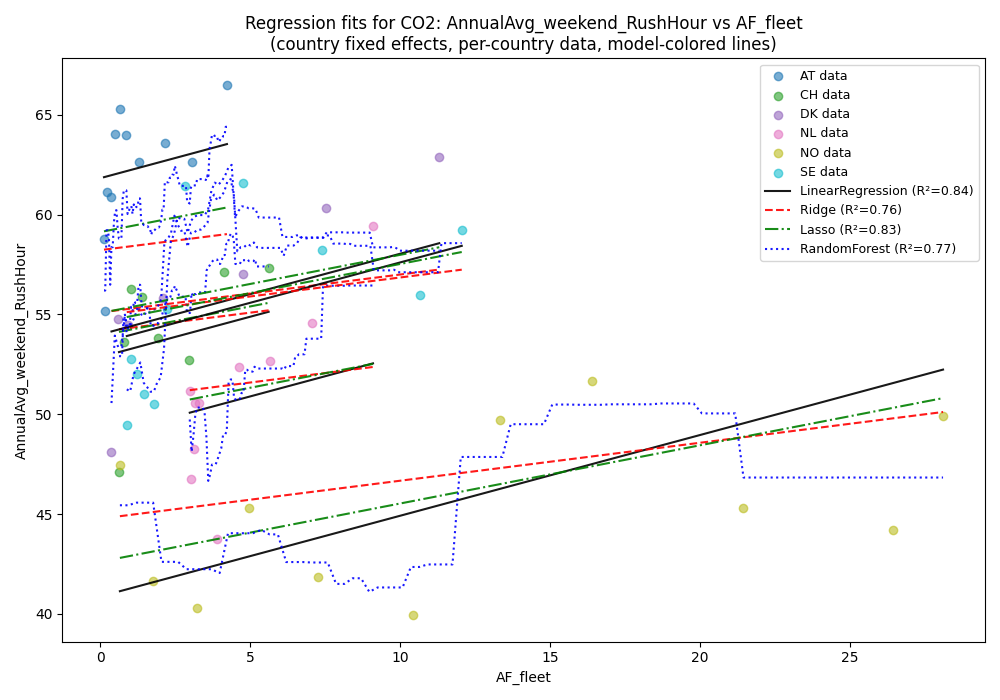 Regression fits for CO2: AnnualAvg_weekend_RushHour vs AF_fleet
(country fixed effects, per-country data, model-colored lines)
AT data
CH data
DK data
NL data
NO data
SE data
LinearRegression (R²=0.84)
Ridge (R²=0.76)
Lasso (R²=0.83)
RandomForest (R²=0.77)
AnnualAvg_weekend_RushHour
65
60
55
50
45
40
0
5
10
15
20
25
AF_fleet